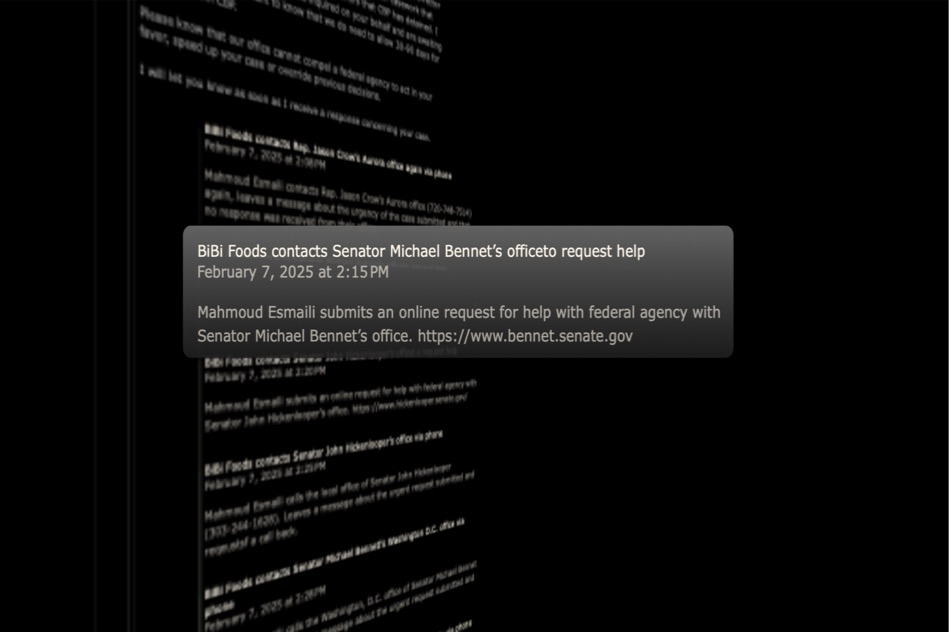 Please know that our office cannot compel a federal agency to act in your
favor, speed up your case or override previous decisions.
I will let you know as soon as I receive a response concerning your case.
BiBi Foods contacts Rep. Jason Crow's Aurora office again via phone
February 7, 2025 at 2:08PM
Mahmoud Esmaili contacts Rep. Jason Crow's Aurora office (720-748-7514)
again, leaves a message about the urgency of the case submitted and that
no response was received from their
BiBi Foods contacts Senator Michael Bennet’s officeto request help
February 7, 2025 at 2:15PM
Mahmoud Esmaili submits an online request for help with federal agency with
Senator Michael Bennet’s office. https://www.bennet.senate.gov
BiBi Foods contacts Senator John Hickenlooper's office to request help
February 7, 2025 at 2:20PM
Mahmoud Esmaili submits an online request for help with federal agency with
Senator John Hickenlooper's office. https://www.hickenlooper.senate.gov/
BiBi Foods contacts Senator John Hickenlooper's office via phone
February 7, 2025 at 2:25PM
Mahmoud Esmaili calls the local office of Senator John Hickenlooper
(303-244-1628). Leaves a message about the urgent request submitted and
requestsf a call back.
BiBi Foods contacts Senator Michael Bennet's Washington D.C. office via
phone
February 7, 2025 at 2:28PM
calls the Washington, D.C. office of Senator Michael Bennet
message about the urgent request submitted and